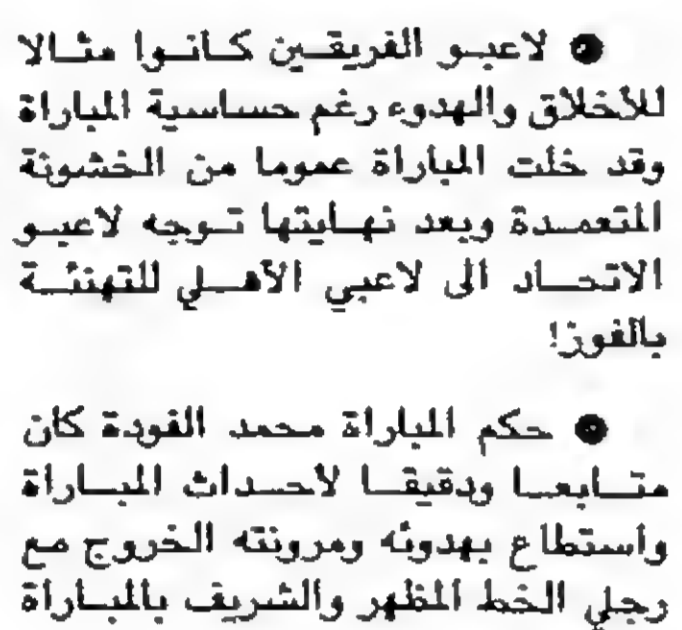 ● لاعبو الفريقين كانوا مثالا
للأخلاق والهدوء رغم حساسية المباراة
وقد خلت المباراة عموما من الخشونة
المتعمدة وبعد نهايتها توجه لاعبو
الاتحاد الى لاعبي الأهلي للتهنئة
بالفوز!
● حكم المباراة محمد الفودة كان
متابعا ودقيقا لأحداث المباراة
واستطاع بهدوئه ومرونته الخروج مع
رجلي الخط المظهر والشريف بالمباراة